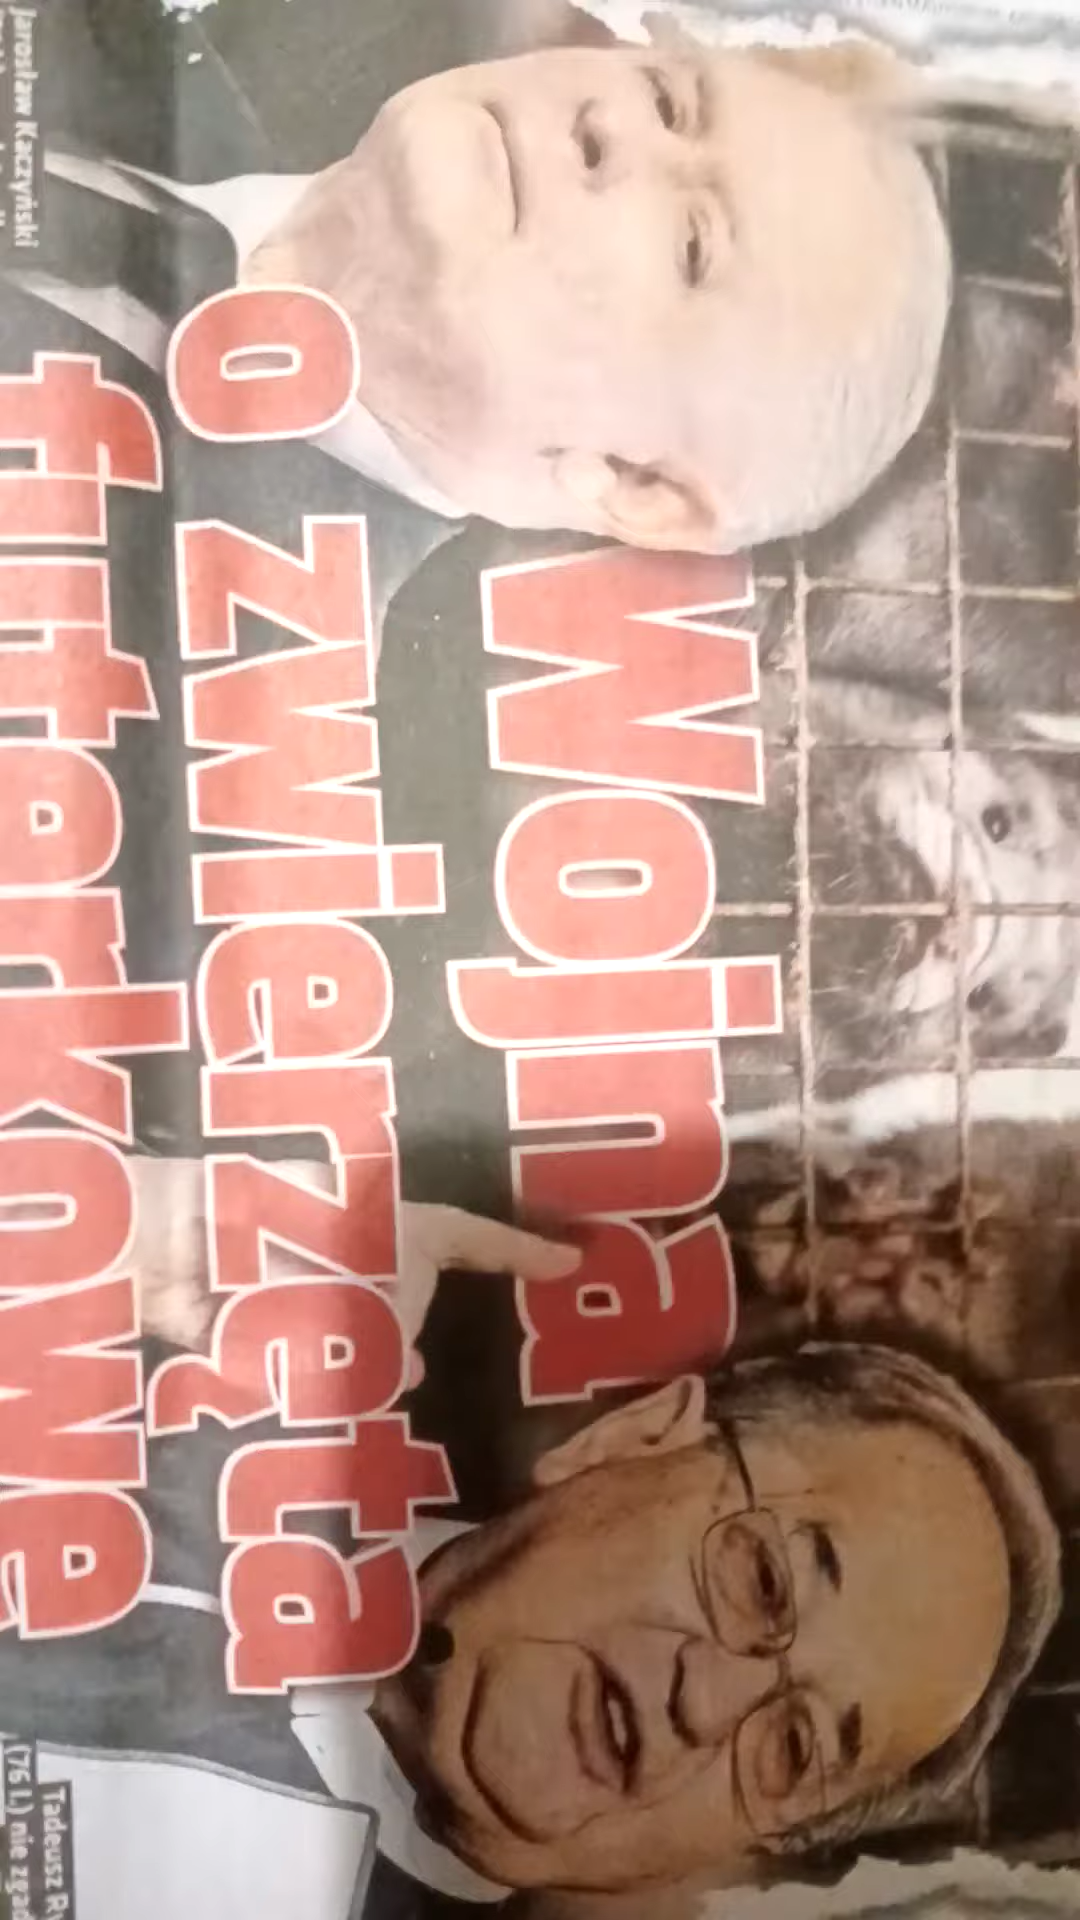 Wojna
o zwierzęta
futerkowe
Jarosław Kaczyński
Tadeusz
(76 l.) nie